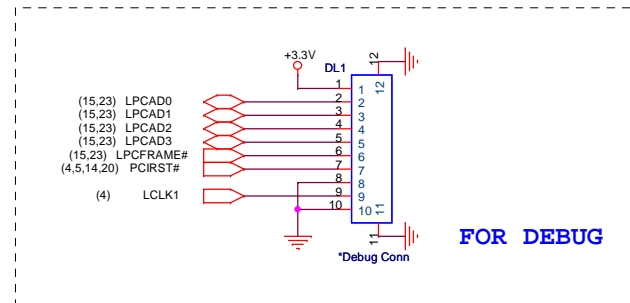 +3.3V
DL1
12
12
1 1
(15,23) LPCAD0 2 2
(15,23) LPCAD1 3 3
(15,23) LPCAD2 4 4
(15,23) LPCAD3 5 5
(15,23) LPCFRAME# 6 6
(4,5,14,20) PCIRST# 7 7
8 8
(4) LCLK1 9 9
10 10
11
11
FOR DEBUG
*Debug Conn